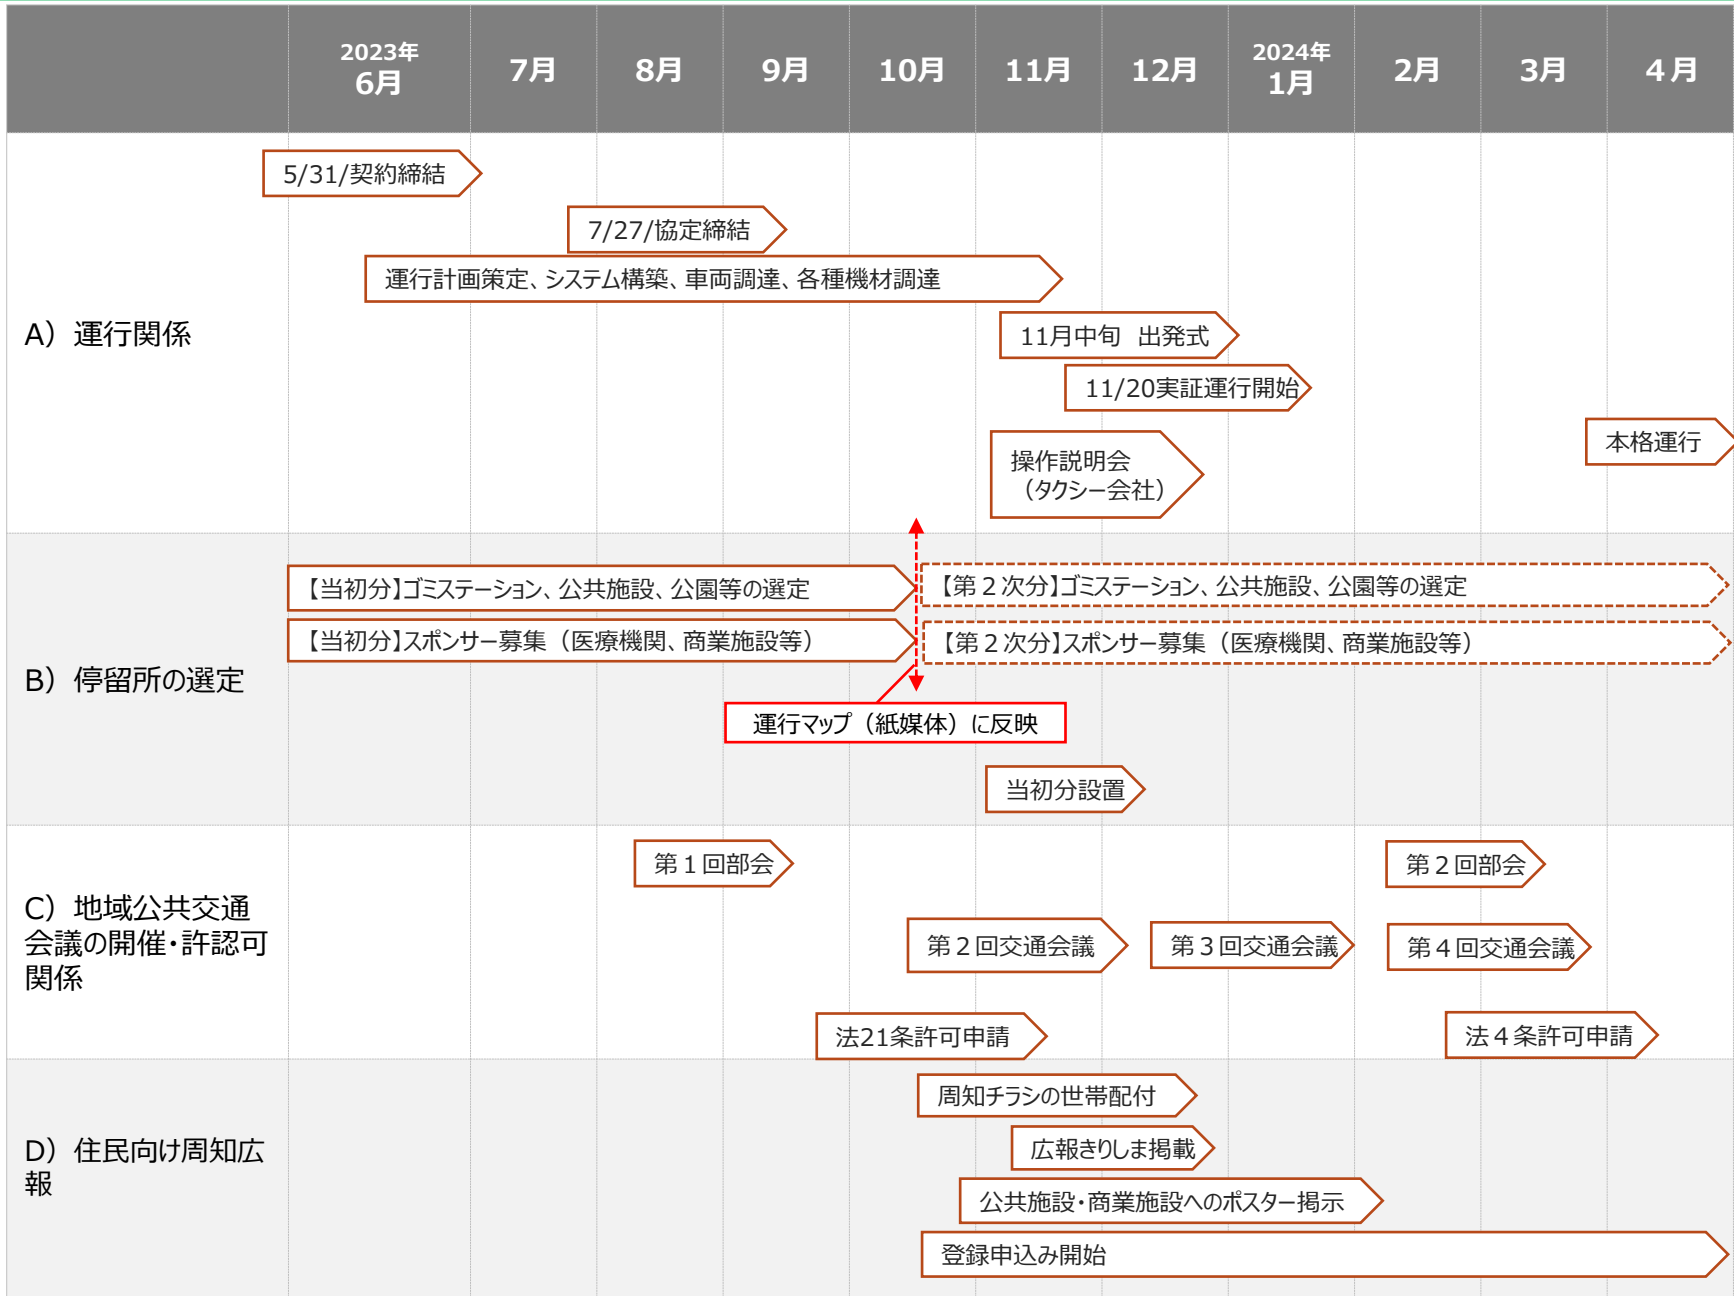 2023年
6月
7月
8月
9月
10月
11月
12月
2024年
1月
2月
3月
４月
A）運行関係
5/31/契約締結
7/27/協定締結
運行計画策定、システム構築、車両調達、各種機材調達
11月中旬　出発式
11/20実証運行開始
操作説明会
（タクシー会社）
本格運行
B）停留所の選定
【当初分】ゴミステーション、公共施設、公園等の選定
【第２次分】ゴミステーション、公共施設、公園等の選定
【当初分】スポンサー募集（医療機関、商業施設等）
【第２次分】スポンサー募集（医療機関、商業施設等）
運行マップ（紙媒体）に反映
当初分設置
C）地域公共交通
会議の開催・許認可
関係
第１回部会
第２回部会
第２回交通会議
第３回交通会議
第４回交通会議
法21条許可申請
法４条許可申請
D）住民向け周知広
報
周知チラシの世帯配付
広報きりしま掲載
公共施設・商業施設へのポスター掲示
登録申込み開始